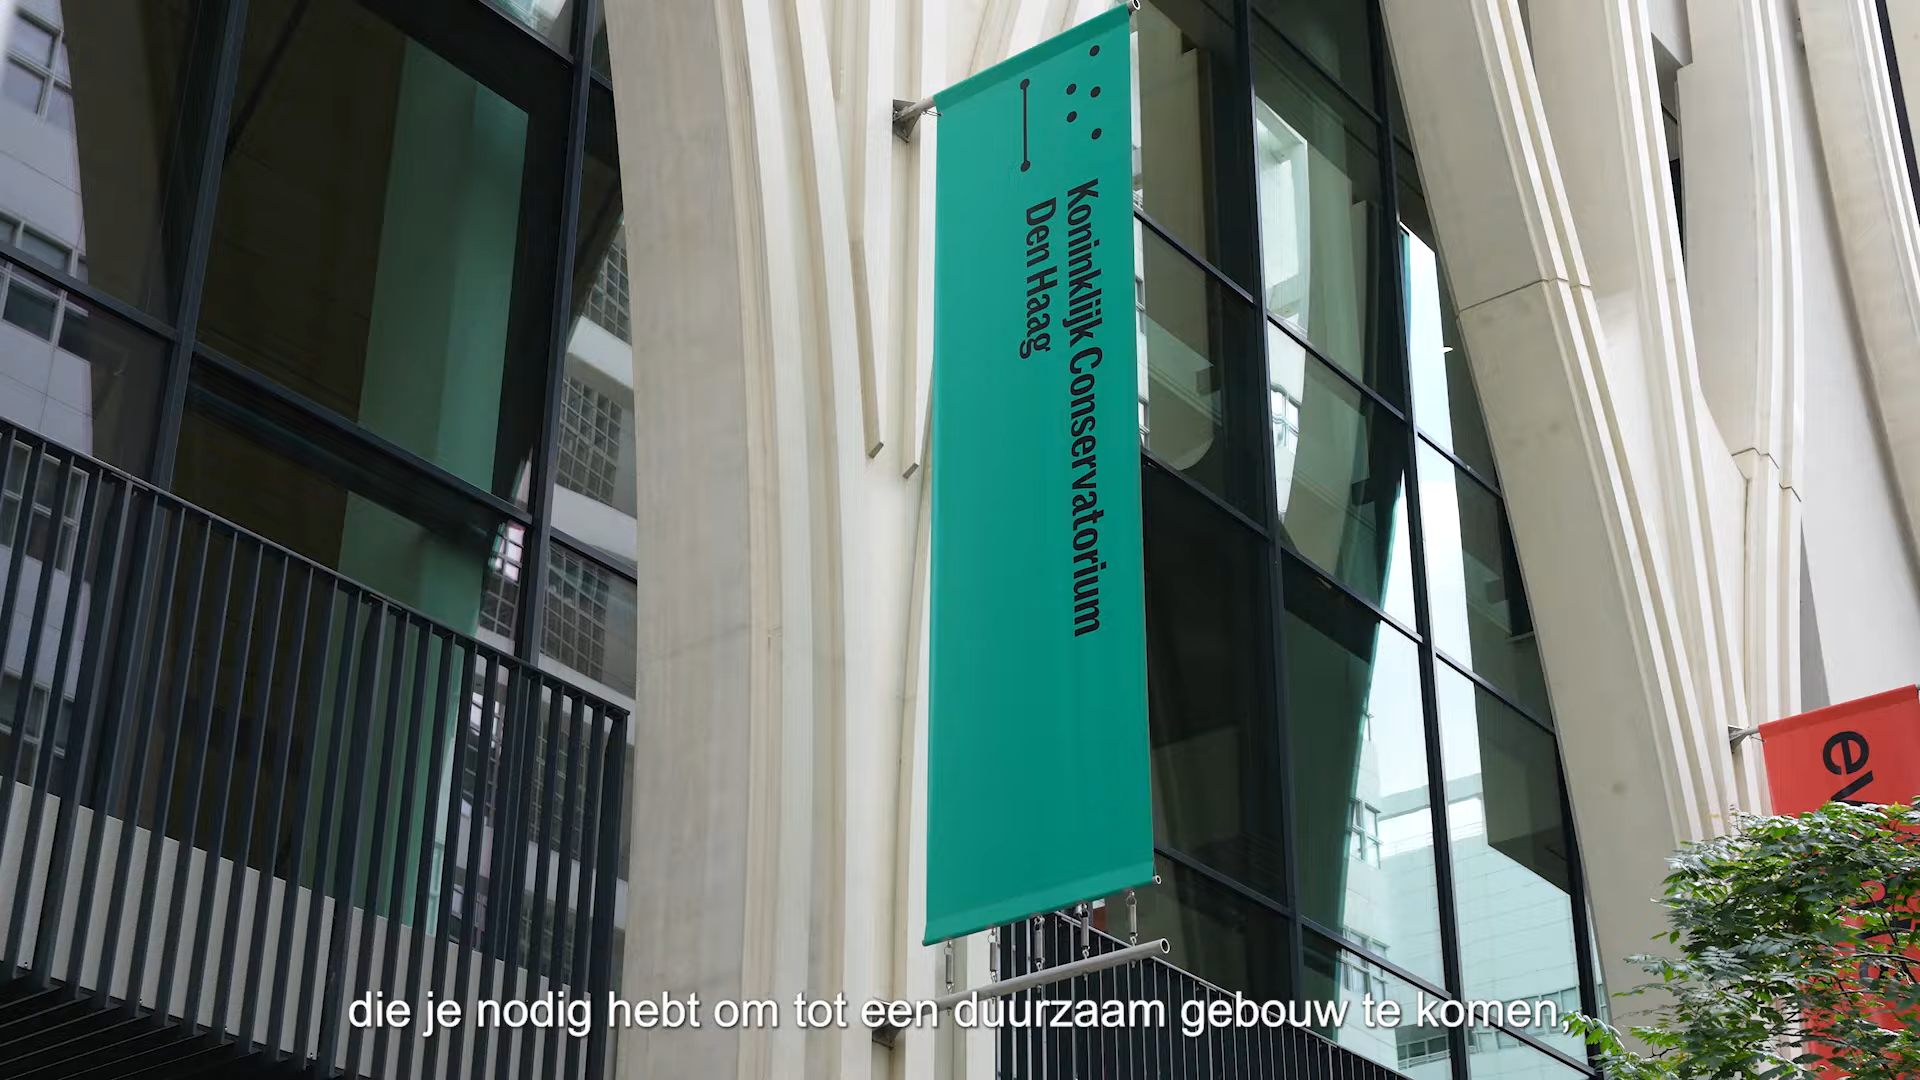 Koninklijk Conservatorium
Den Haag
die je nodig hebt om tot een duurzaam gebouw te komen,